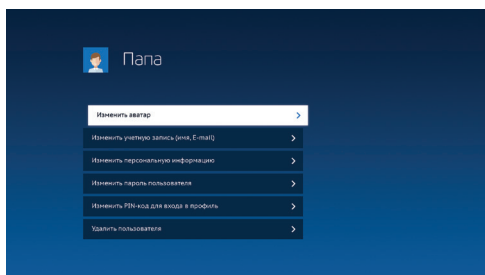 Папа
Изменить аватар
Изменить учетную запись (имя, E-mail)
Изменить персональную информацию
Изменить пароль пользователя
Изменить PIN-код для входа в профиль
Удалить пользователя